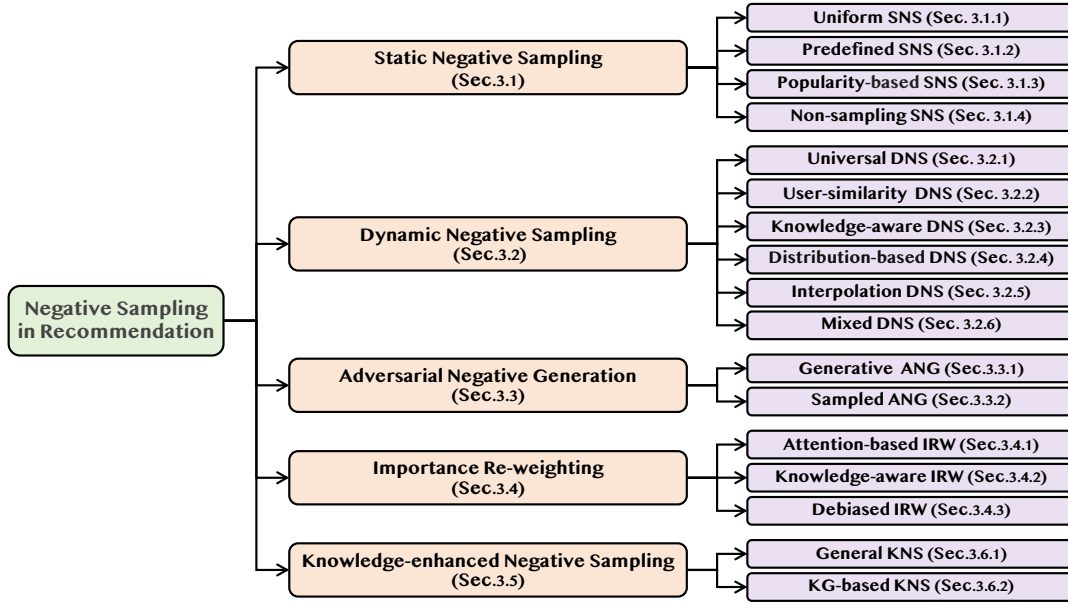 Negative Sampling
in Recommendation
Static Negative Sampling
(Sec.3.1)
Uniform SNS (Sec. 3.1.1)
Predefined SNS (Sec. 3.1.2)
Popularity-based SNS (Sec. 3.1.3)
Non-sampling SNS (Sec. 3.1.4)
Dynamic Negative Sampling
(Sec.3.2)
Universal DNS (Sec. 3.2.1)
User-similarity DNS (Sec. 3.2.2)
Knowledge-aware DNS (Sec. 3.2.3)
Distribution-based DNS (Sec. 3.2.4)
Interpolation DNS (Sec. 3.2.5)
Mixed DNS (Sec. 3.2.6)
Adversarial Negative Generation
(Sec.3.3)
Generative ANG (Sec.3.3.1)
Sampled ANG (Sec.3.3.2)
Importance Re-weighting
(Sec.3.4)
Attention-based IRW (Sec.3.4.1)
Knowledge-aware IRW (Sec.3.4.2)
Debiased IRW (Sec.3.4.3)
Knowledge-enhanced Negative Sampling
(Sec.3.5)
General KNS (Sec.3.6.1)
KG-based KNS (Sec.3.6.2)